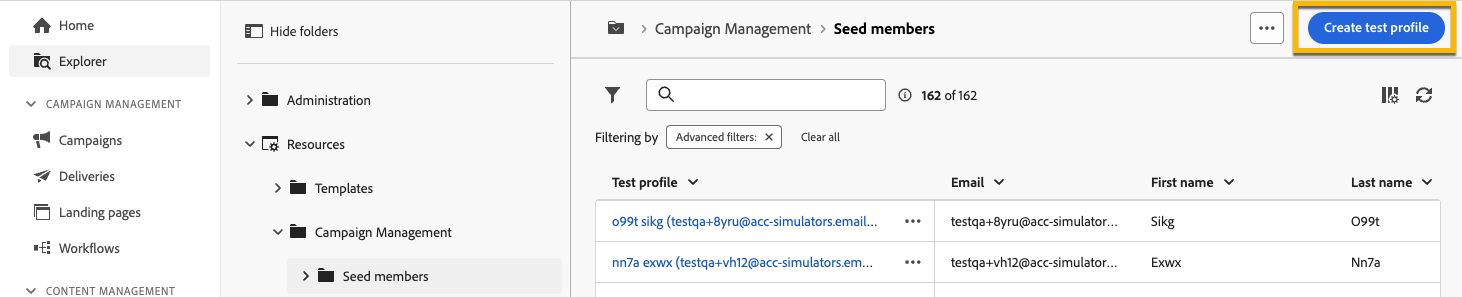 Home
Explorer
CAMPAIGN MANAGEMENT
Campaigns
Deliveries
Landing pages
Workflows
CONTENT MANAGEMENT
Hide folders
Administration
Resources
Templates
Campaign Management
Seed members
Campaign Management Seed members
Create test profile
162 of 162
Filtering by Advanced filters: Clear all
Test profile Email First name Last name
o99t sikg (testqa+8yru@acc-simulators.email... testqa+8yru@acc-simulator... Sikg O99t
nn7a exwx (testqa+vh12@acc-simulators.em... testqa+vh12@acc-simulator... Exwx Nn7a